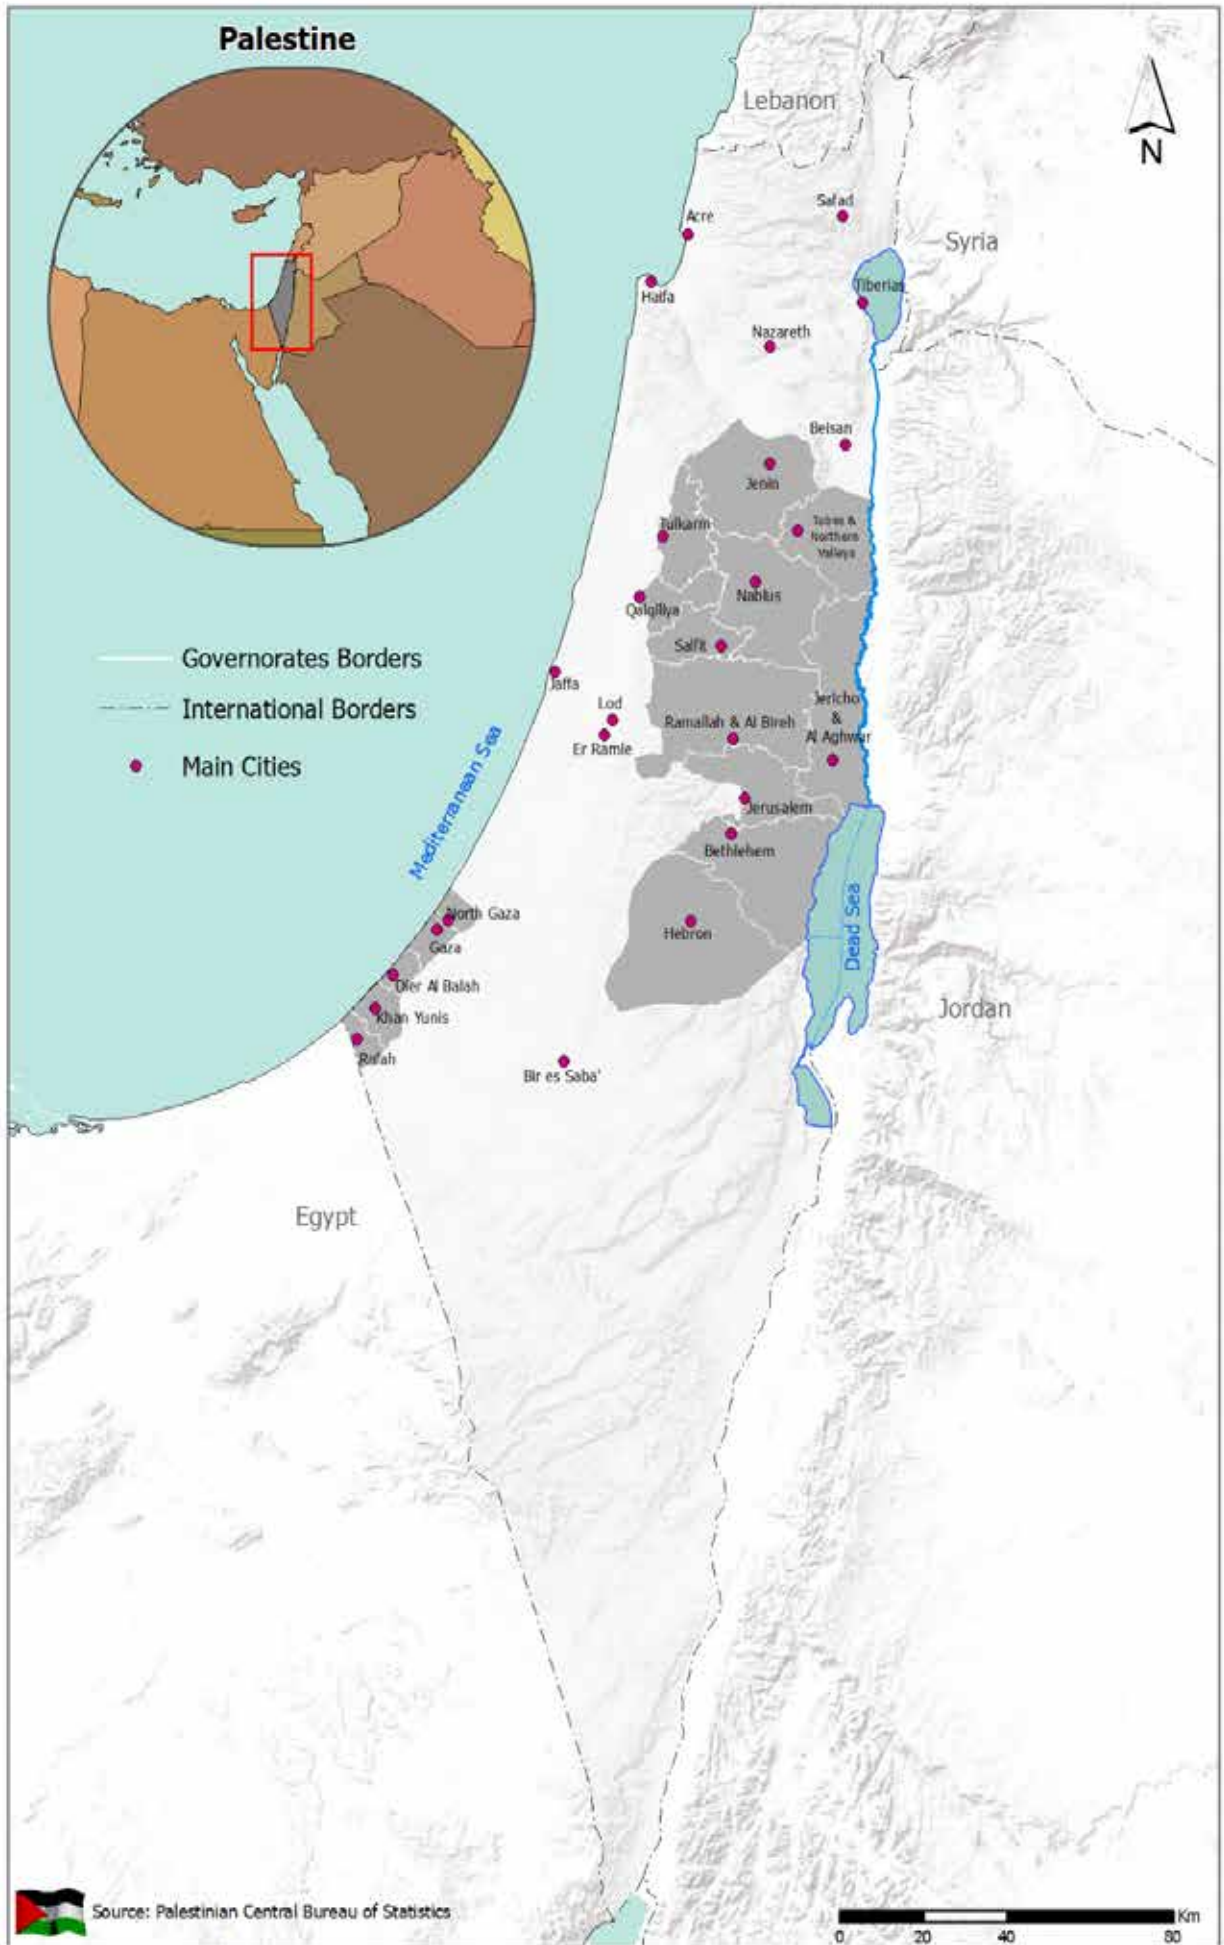 Palestine
Lebanon
N
Safad
Acre
Syria
Tiberias
Haifa
Nazareth
Beisan
Jenin
Tulkarm
Tubas &
Northern
Valleys
Nablus
Qalqiliya
Salfit
Governorates Borders
International Borders
Main Cities
Jaffa
Lod
Er Ramle
Ramallah & Al Bireh
Jericho
&
Al Aghwar
Mediterranean Sea
Jerusalem
Bethlehem
Dead Sea
Hebron
North Gaza
Gaza
Dier Al Balah
Khan Yunis
Rafah
Jordan
Bir es Saba'
Egypt
Source: Palestinian Central Bureau of Statistics
Km
0 20 40 80